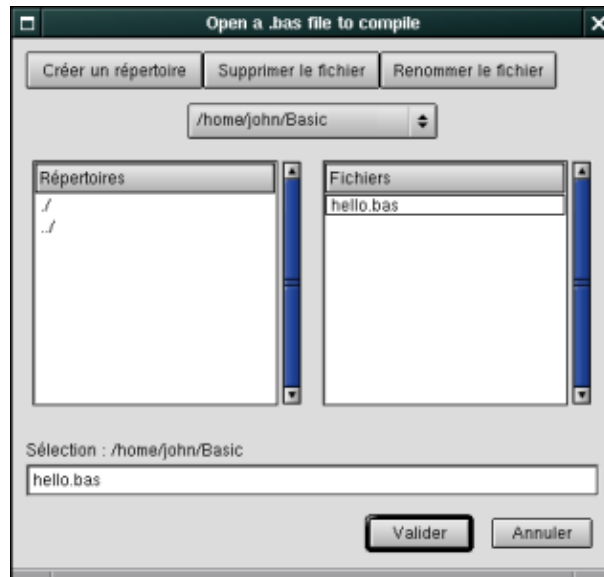 Open a .bas file to compile
Créer un répertoire Supprimer le fichier Renommer le fichier
/home/john/Basic
Répertoires
./
../
Fichiers
hello.bas
Sélection : /home/john/Basic
hello.bas
Valider Annuler